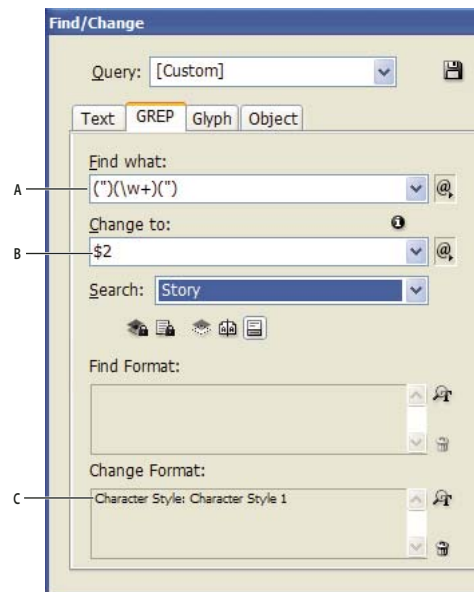 Find/Change
Query: [Custom]
Text GREP Glyph Object
Find what:
A
(")(\w+)(")
@
Change to:
B
$2
@
Search: Story
Find Format:
Change Format:
C
Character Style: Character Style 1